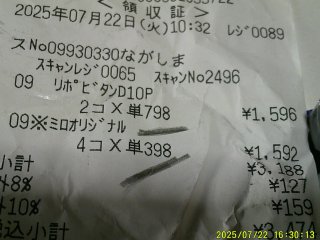 <領収証>
2025年07月22日(火)10:32 レジ0089
スNo09930330ながしま
スキャンレジ0065 スキャンNo2496
09 リポビタンD10P
2コ×単798 ¥1,596
09※ミロオリジナル
4コ×単398 ¥1,592
小計 ¥3,188
8% ¥127
10% ¥159
込小計
2025/07/22 16:30:13